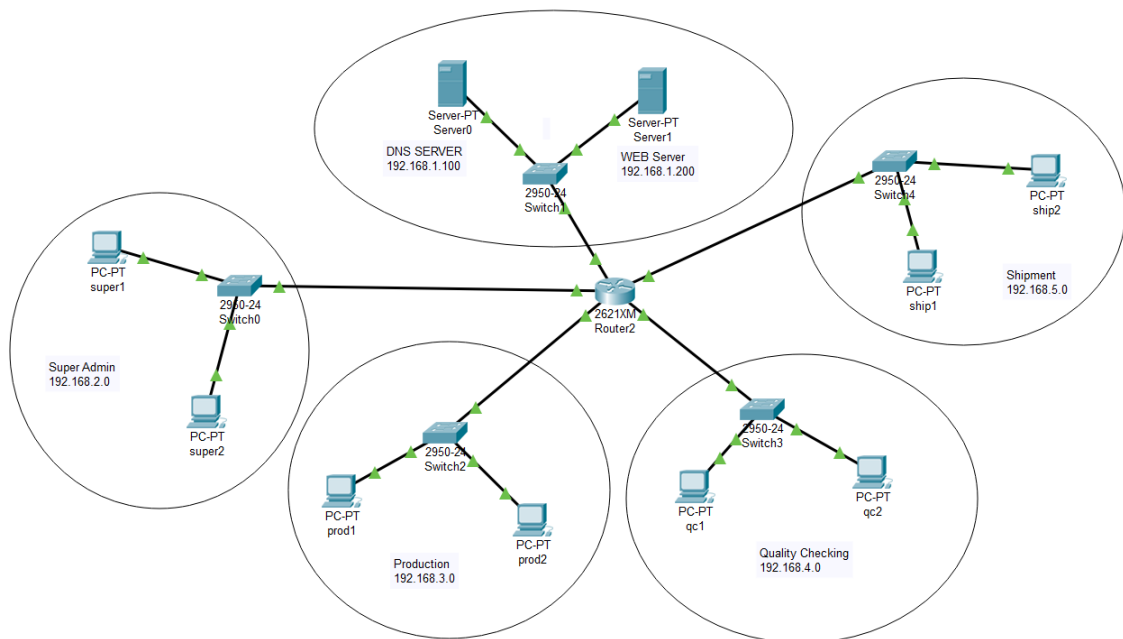 Server-PT
Server0
DNS SERVER
192.168.1.100
Server-PT
Server1
WEB Server
192.168.1.200
2950-24
Switch1
2950-24
Switch4
PC-PT
ship2
PC-PT
ship1
Shipment
192.168.5.0
PC-PT
super1
2950-24
Switch0
Super Admin
192.168.2.0
PC-PT
super2
2621XM
Router2
2950-24
Switch2
PC-PT
prod1
PC-PT
prod2
Production
192.168.3.0
2950-24
Switch3
PC-PT
qc1
PC-PT
qc2
Quality Checking
192.168.4.0